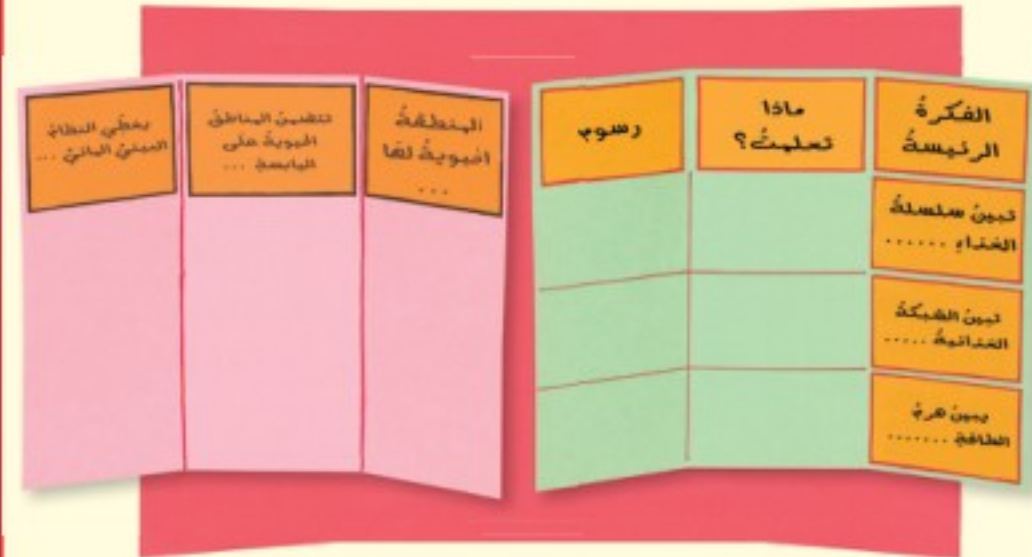 الفكرةُ
الرئيسةُ
ماذا
تعلمتُ؟
رسوم
تبينُ سلسلةُ
الغذاءِ ......
تبينُ الشبكةُ
الغذائيةُ .....
يبينُ هرمُ
الطاقةِ .......
المنطقةُ
الحيويةُ لها
...
تتضمنُ المناطقُ
الحيويةُ على
اليابسةِ ...
يغطّي النظامُ
البيئيُّ المائيُّ ...